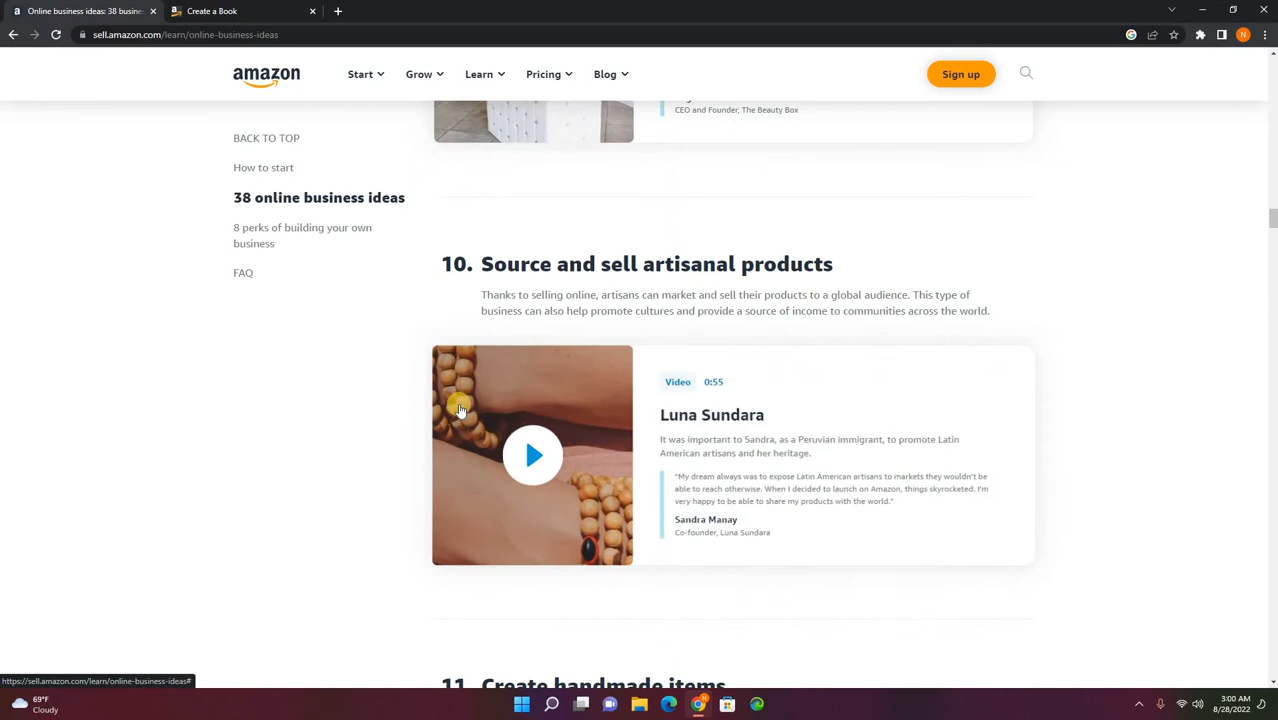 Online business ideas: 38 busines
Create a Book
sell.amazon.com/learn/online-business-ideas
N
amazon
Start
Grow
Learn
Pricing
Blog
Sign up
CEO and Founder, The Beauty Box
BACK TO TOP
How to start
38 online business ideas
8 perks of building your own
business
FAQ
10. Source and sell artisanal products
Thanks to selling online, artisans can market and sell their products to a global audience. This type of
business can also help promote cultures and provide a source of income to communities across the world.
Video 0:55
Luna Sundara
It was important to Sandra, as a Peruvian immigrant, to promote Latin
American artisans and her heritage.
"My dream always was to expose Latin American artisans to markets they wouldn't be
able to reach otherwise. When I decided to launch on Amazon, things skyrocketed. I'm
very happy to be able to share my products with the world."
Sandra Manay
Co-founder, Luna Sundara
11. Create handmade items
https://sell.amazon.com/learn/online-business-ideas#
69°F
Cloudy
3:00 AM
8/28/2022